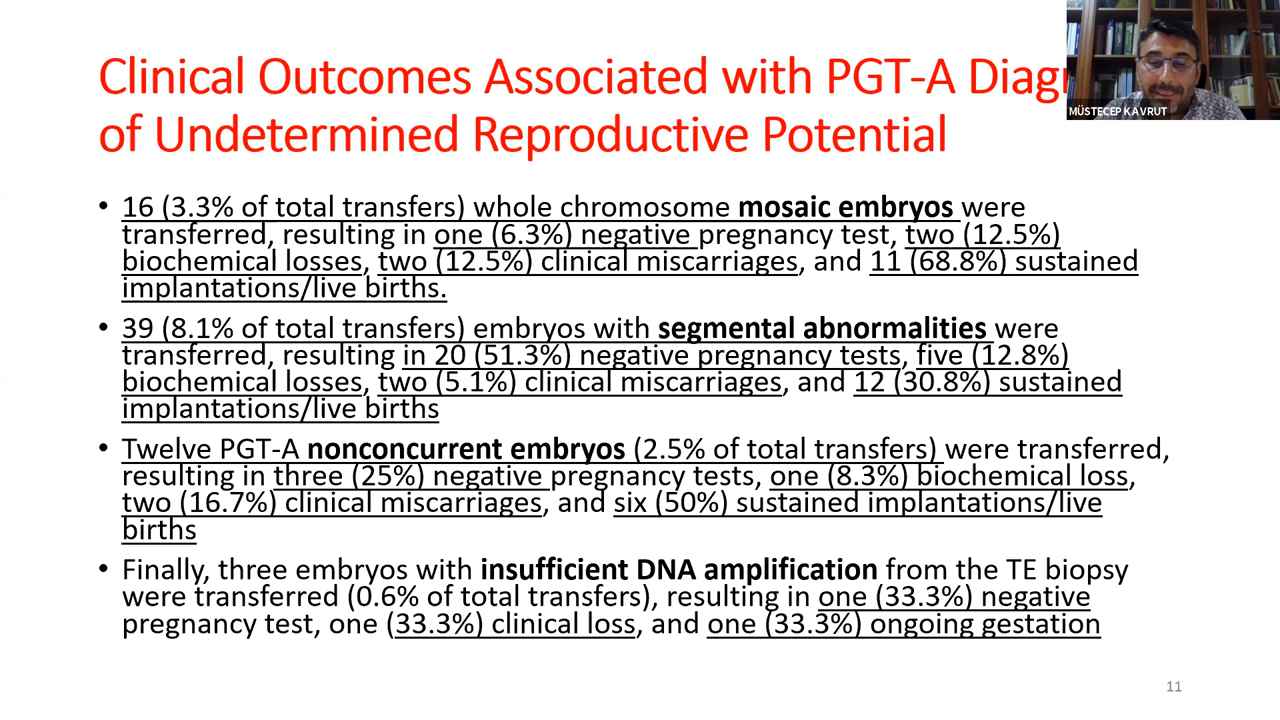 Clinical Outcomes Associated with PGT-A Diag
of Undetermined Reproductive Potential
MÜSTECEP KAVRUT
• 16 (3.3% of total transfers) whole chromosome mosaic embryos were
transferred, resulting in one (6.3%) negative pregnancy test, two (12.5%)
biochemical losses, two (12.5%) clinical miscarriages, and 11 (68.8%) sustained
implantations/live births.
• 39 (8.1% of total transfers) embryos with segmental abnormalities were
transferred, resulting in 20 (51.3%) negative pregnancy tests, five (12.8%)
biochemical losses, two (5.1%) clinical miscarriages, and 12 (30.8%) sustained
implantations/live births
• Twelve PGT-A nonconcurrent embryos (2.5% of total transfers) were transferred,
resulting in three (25%) negative pregnancy tests, one (8.3%) biochemical loss,
two (16.7%) clinical miscarriages, and six (50%) sustained implantations/live
births
• Finally, three embryos with insufficient DNA amplification from the TE biopsy
were transferred (0.6% of total transfers), resulting in one (33.3%) negative
pregnancy test, one (33.3%) clinical loss, and one (33.3%) ongoing gestation
11